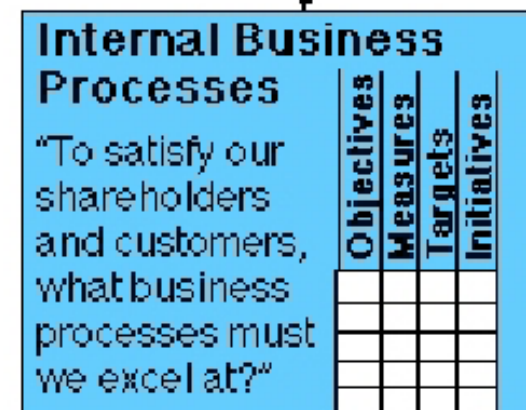 Internal Business
Processes
“To satisfy our
shareholders
and customers,
what business
processes must
we excel at?“
Objectives
Measures
Targets
Initiatives